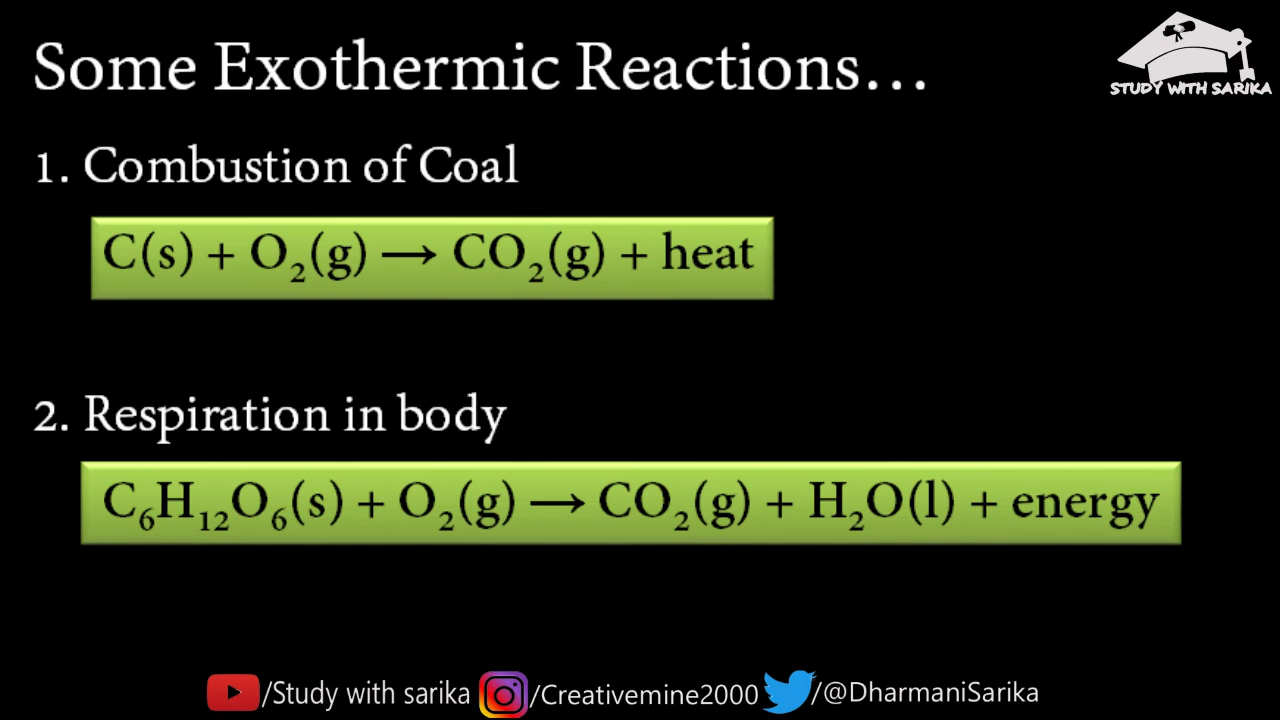 Some Exothermic Reactions…
STUDY WITH SARIKA
1. Combustion of Coal
C(s) + O₂(g) → CO₂(g) + heat
2. Respiration in body
C₆H₁₂O₆(s) + O₂(g) → CO₂(g) + H₂O(l) + energy
/Study with sarika /Creativemine2000 /@DharmaniSarika